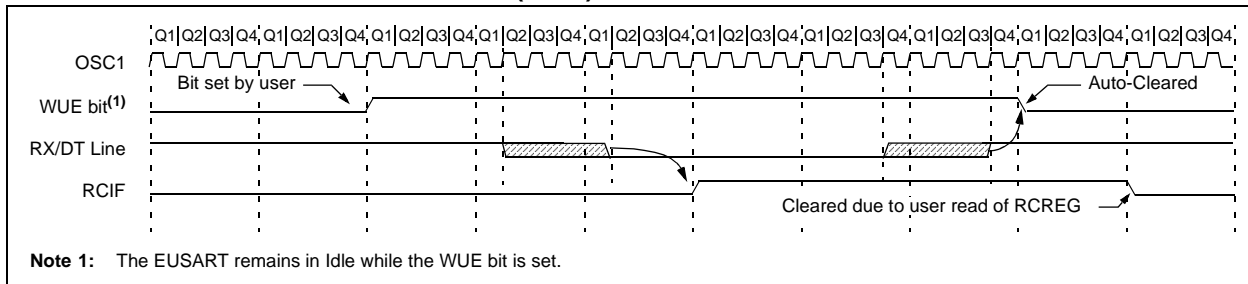 Q1 Q2 Q3 Q4 Q1 Q2 Q3 Q4 Q1 Q2 Q3 Q4 Q1 Q2 Q3 Q4 Q1 Q2 Q3 Q4 Q1 Q2 Q3 Q4 Q1 Q2 Q3 Q4 Q1 Q2 Q3 Q4 Q1 Q2 Q3 Q4 Q1 Q2 Q3 Q4
OSC1
Bit set by user
Auto-Cleared
WUE bit(1)
RX/DT Line
RCIF
Cleared due to user read of RCREG
Note 1: The EUSART remains in Idle while the WUE bit is set.